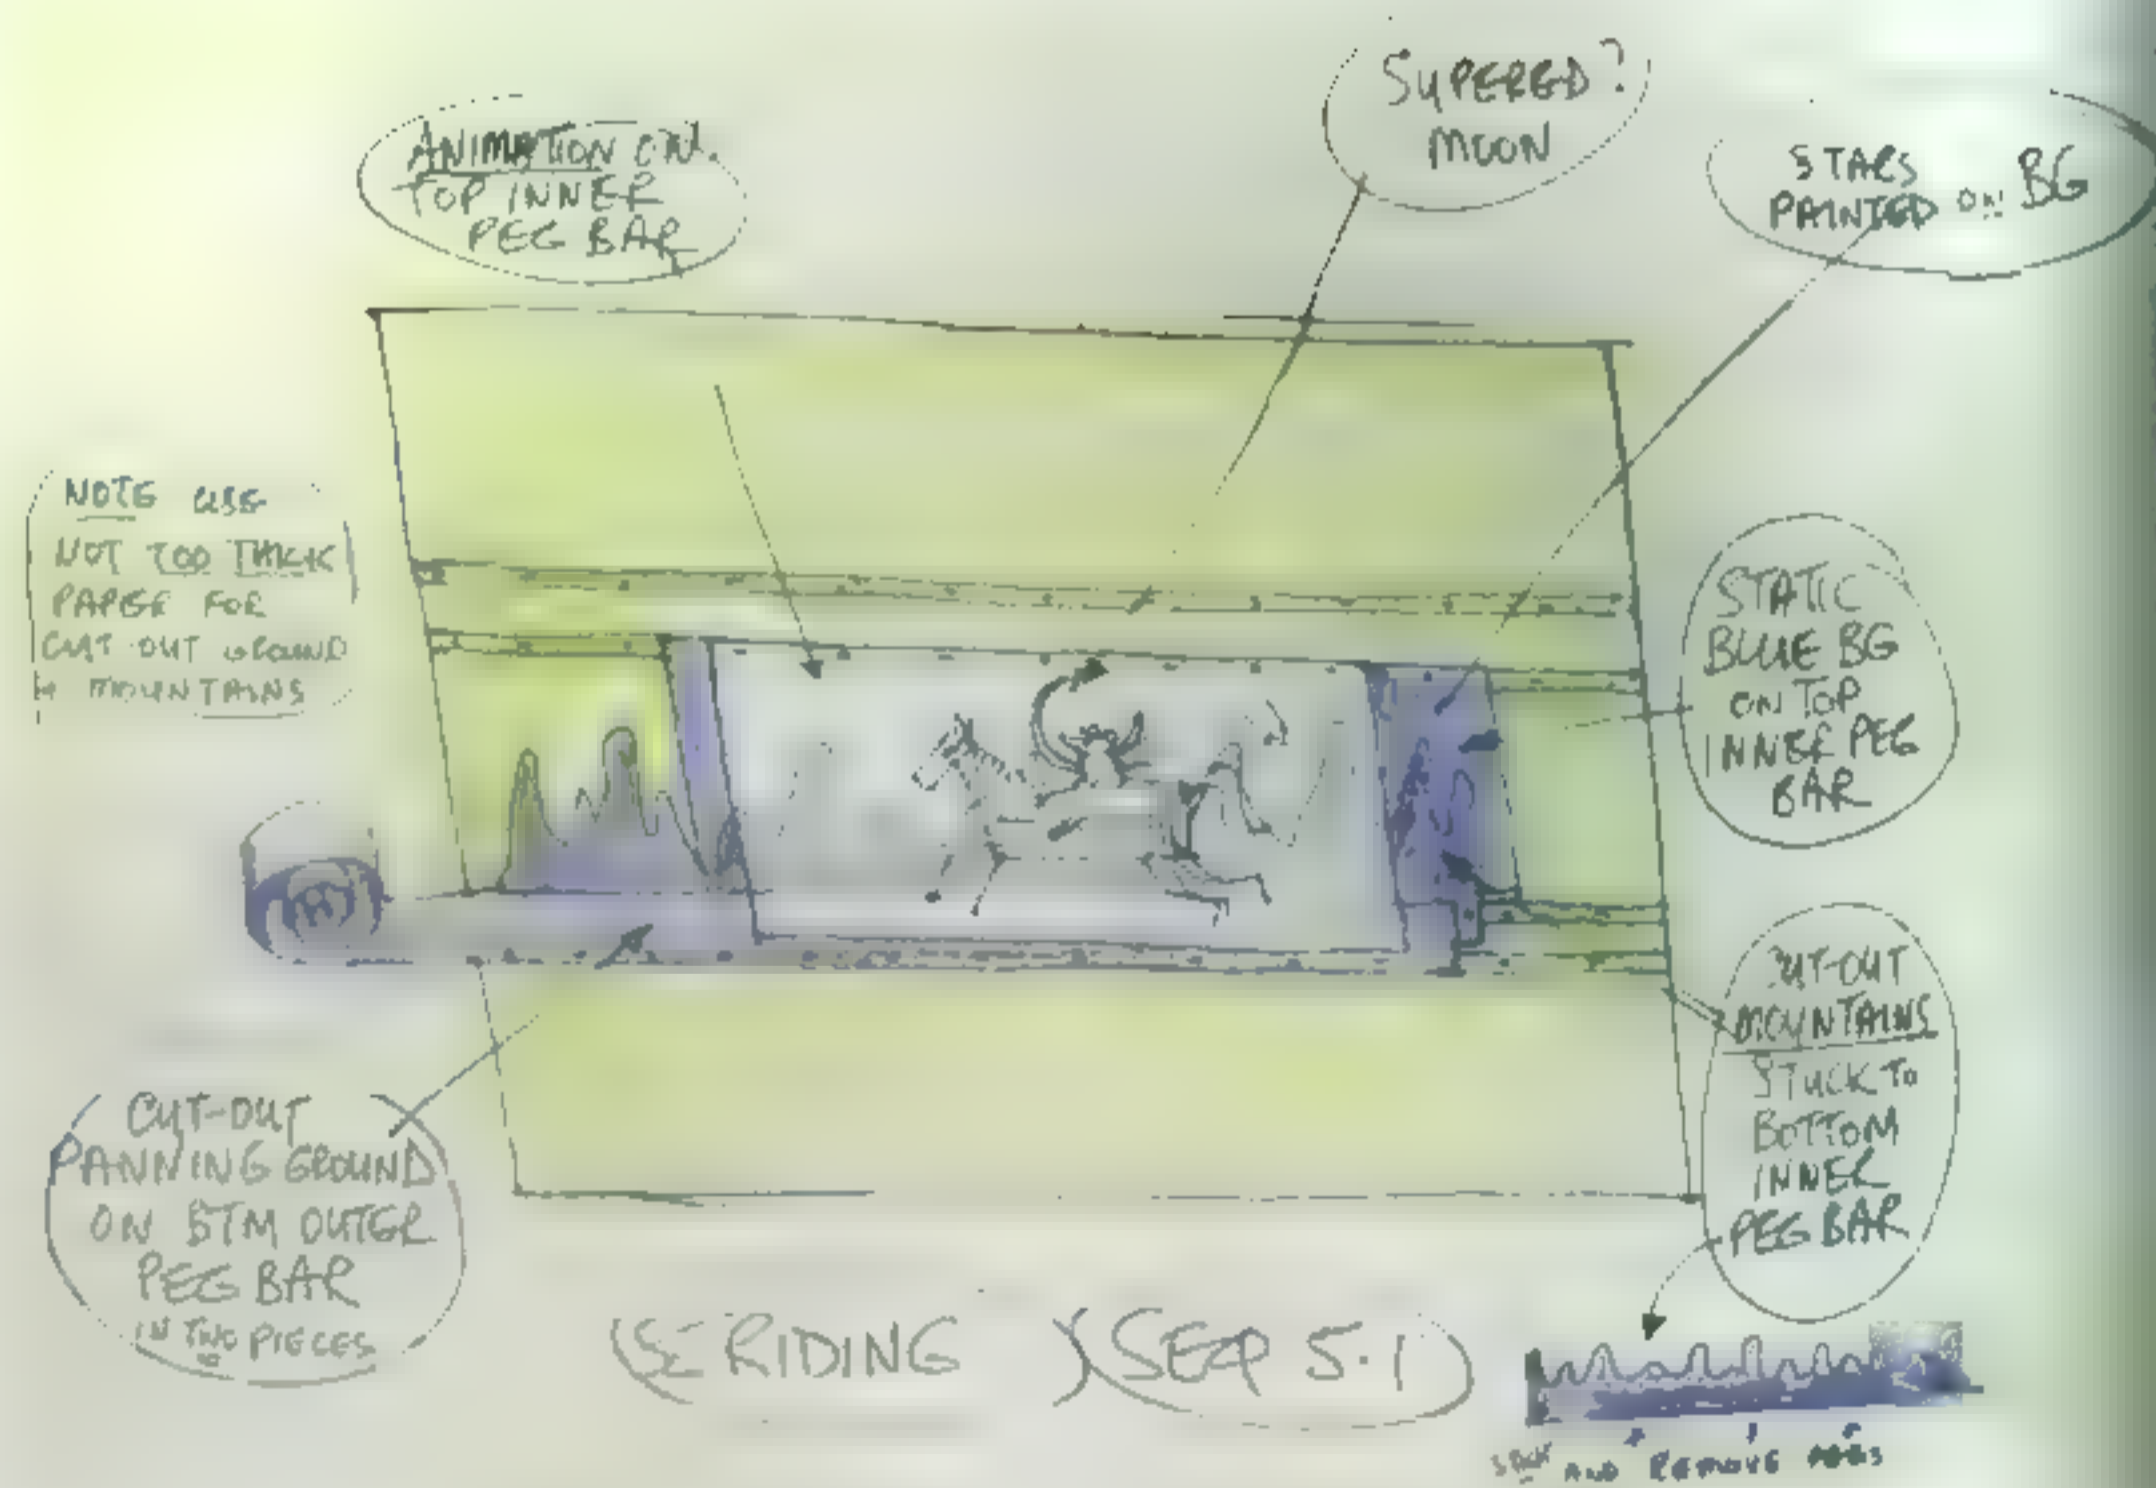 ANIMATION ON
TOP INNER
PEG BAR
SUPERED?
MOON
STARS
PAINTED ON BG
NOTE USE
NOT TOO THICK
PAPER FOR
CUT OUT GROUND
+ MOUNTAINS
STATIC
BLUE BG
ON TOP
INNER PEG
BAR
CUT-OUT
MOUNTAINS
STUCK TO
BOTTOM
INNER
PEG BAR
CUT-OUT
PANNING GROUND
ON BTM OUTER
PEG BAR
IN TWO PIECES
RIDING
SEQ 5.1
AND REMOVE